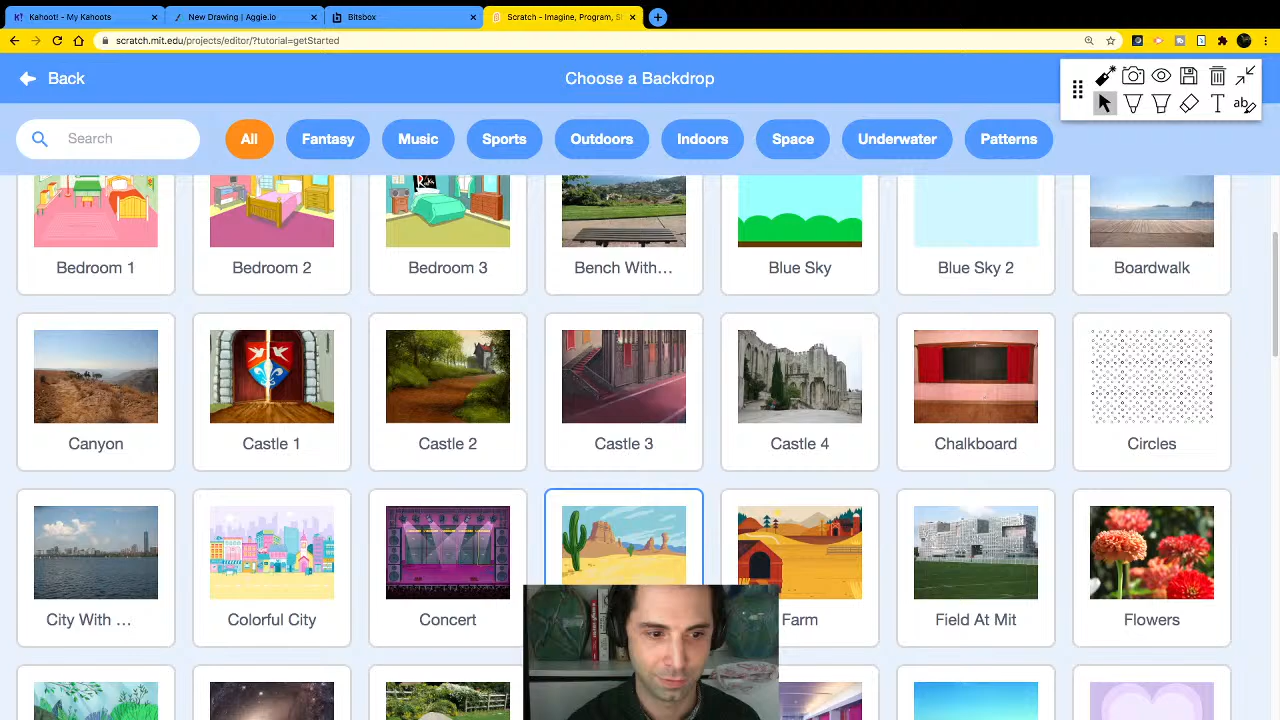 Kahoot! - My Kahoots
New Drawing | Aggie.io
Bitsbox
Scratch - Imagine, Program, S
scratch.mit.edu/projects/editor/?tutorial=getStarted
Back
Choose a Backdrop
Search
All
Fantasy
Music
Sports
Outdoors
Indoors
Space
Underwater
Patterns
Bedroom 1
Bedroom 2
Bedroom 3
Bench With...
Blue Sky
Blue Sky 2
Boardwalk
Canyon
Castle 1
Castle 2
Castle 3
Castle 4
Chalkboard
Circles
City With ...
Colorful City
Concert
Farm
Field At Mit
Flowers